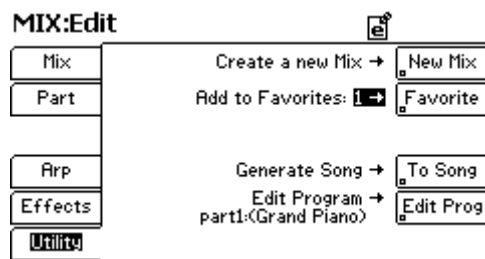 MIX:Edit e
Mix Create a new Mix → New Mix
Part Add to Favorites: 1 → Favorite
Arp Generate Song → To Song
Effects Edit Program → Edit Prog
part1:(Grand Piano)
Utility